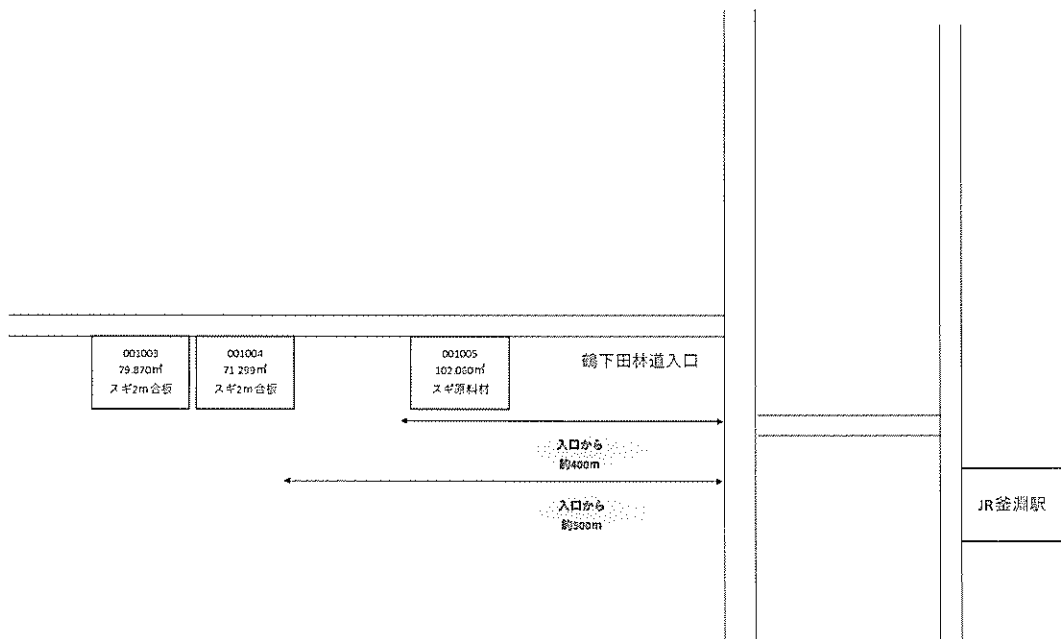 001003
79.870㎥
スギ2m合板
001004
71.299㎥
スギ2m合板
001005
102.060㎥
スギ原料材
鶴下田林道入口
入口から
約400m
入口から
約500m
JR釜淵駅